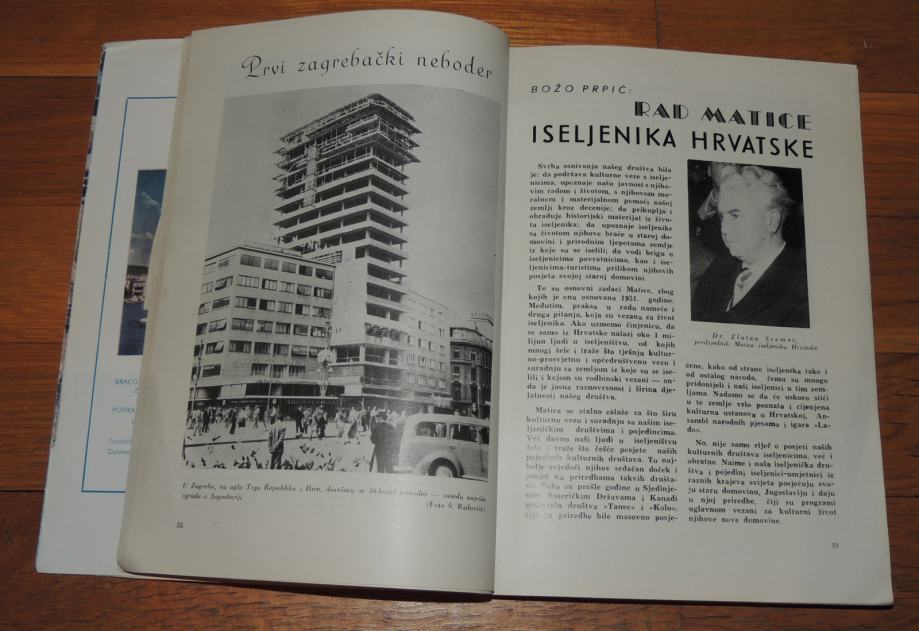 BRACO
PUTNIK
Turistič
Dalmac
Prvi zagrebački neboder
U Zagrebu, na uglu Trga Republike i Ilice, dovršava se 16-katni neboder — zasada najviša
zgrada u Jugoslaviji
(Foto Š. Radovčić)
26
BOŽO PRPIĆ:
RAD MATICE
ISELJENIKA HRVATSKE
Svrha osnivanja našeg društva bila
je: da podržava kulturne veze s iselje-
nicima, upoznaje našu javnost s njiho-
vim radom i životom, s njihovom mo-
ralnom i materijalnom pomoći našoj
zemlji kroz decenije; da prikuplja i
obrađuje historijski materijal iz živo-
ta iseljenika; da upoznaje iseljenike
sa životom njihove braće u staroj do-
movini i prirodnim ljepotama zemlje
iz koje su se iselili; da vodi brigu o
iseljenicima povratnicima, kao i ise-
ljenicima-turistima prilikom njihovih
posjeta svojoj staroj domovini.
To su osnovni zadaci Matice, zbog
kojih je ona osnovana 1951. godine.
Međutim, praksa u radu nameće i
druga pitanja, koja su vezana za život
iseljenika. Ako uzmemo činjenicu, da
se samo iz Hrvatske nalazi oko 1 mi-
lijun ljudi u iseljeništvu, od kojih
mnogi žele i traže što tješnju kultur-
no-prosvjetnu i općedruštvenu vezu i
suradnju sa zemljom iz koje su se ise-
lili i kojom su rodbinski vezani — on-
da je jasna raznovrsnost i širina dje-
latnosti našeg društva.
Matica se stalno zalaže za što širu
kulturnu vezu i suradnju sa našim ise-
ljeničkim društvima i pojedincima.
Već davno naši ljudi u iseljeništvu
žele i traže što češće posjete naših
pojedinih kulturnih društava. Ta naj-
bolje svjedoči njihov srdačan doček i
posjet na priredbama takvih društa-
va. Kako su prošle godine u Sjedinje-
nim Američkim Državama i Kanadi
gostovala društva »Tanec« i »Kolo«,
čije su priredbe bile masovno posje-
Dr. Zlatan Sremec,
predsjednik Matice iseljenika Hrvatske
ćene, kako od strane iseljenika tako i
od ostalog naroda, čemu su mnogo
pridonijeli i naši iseljenici u tim zem-
ljama. Nadamo se da će uskoro stići
u te zemlje vrlo poznata i cijenjena
kulturna ustanova u Hrvatskoj, An-
sambl narodnih pjesama i igara »La-
do«.
No, nije samo riječ o posjeti naših
kulturnih društava iseljenicima, već i
obratno. Naime i naša iseljenička dru-
štva i pojedini iseljenici-umjetnici iz
raznih krajeva svijeta posjećuju svo-
ju staru domovinu, Jugoslaviju i daju
u njoj priredbe, čiji su programi
uglavnom vezani za kulturni život
njihove nove domovine.
29